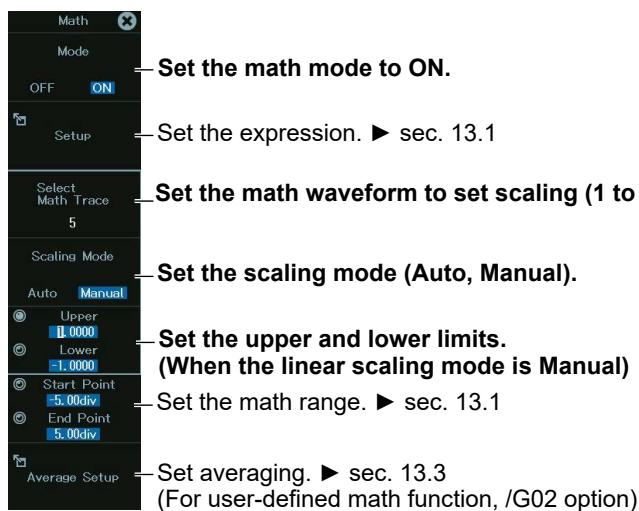 Math
Mode
OFF ON
Set the math mode to ON.
Setup
Set the expression. ► sec. 13.1
Select
Math Trace
5
Set the math waveform to set scaling (1 to
Scaling Mode
Auto Manual
Set the scaling mode (Auto, Manual).
Upper
1.0000
Lower
-1.0000
Set the upper and lower limits.
(When the linear scaling mode is Manual)
Start Point
-5.00div
End Point
5.00div
Set the math range. ► sec. 13.1
Average Setup
Set averaging. ► sec. 13.3
(For user-defined math function, /G02 option)